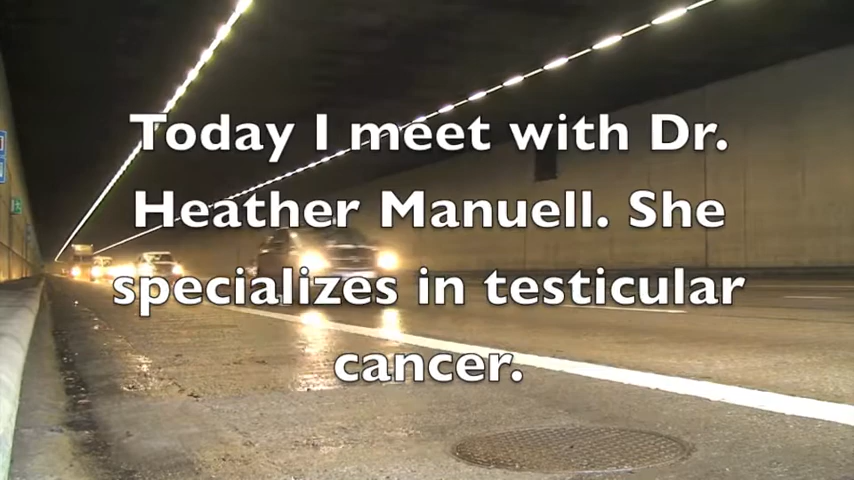 Today I meet with Dr.
Heather Manuell. She
specializes in testicular
cancer.